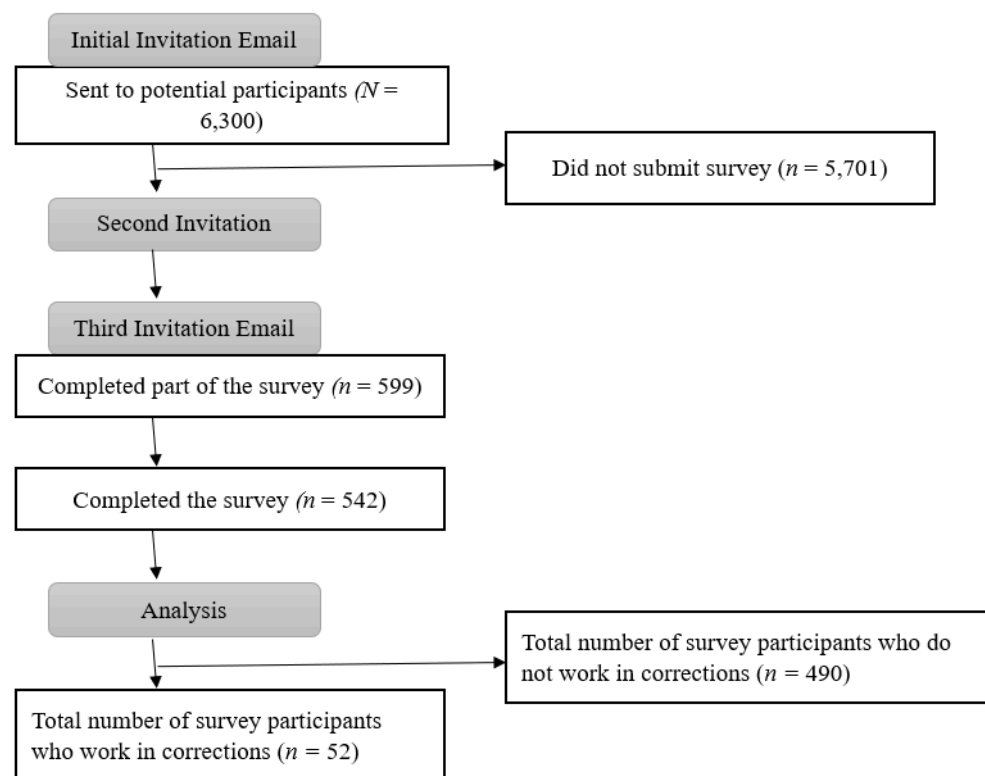 Initial Invitation Email
Sent to potential participants (N =
6,300)
Did not submit survey (n = 5,701)
Second Invitation
Third Invitation Email
Completed part of the survey (n = 599)
Completed the survey (n = 542)
Analysis
Total number of survey participants who do
not work in corrections (n = 490)
Total number of survey participants
who work in corrections (n = 52)